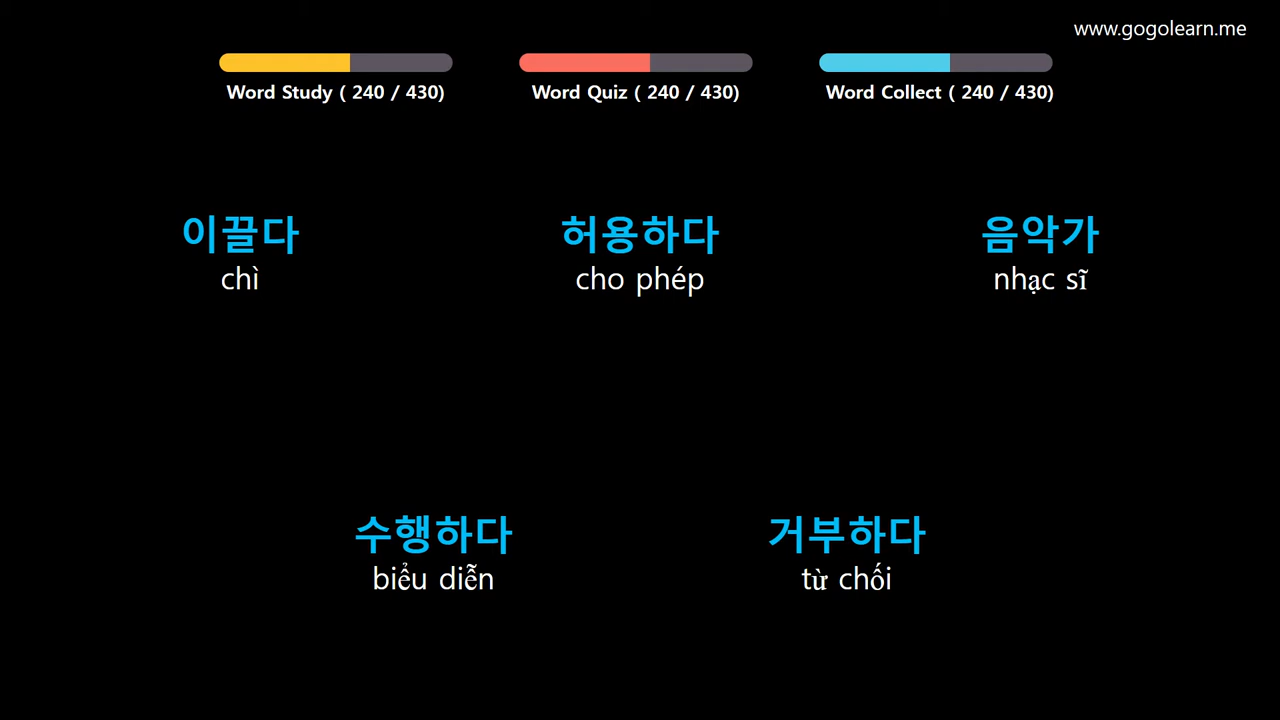 www.gogolearn.me
Word Study ( 240 / 430)
Word Quiz ( 240 / 430)
Word Collect ( 240 / 430)
이끌다
chì
허용하다
cho phép
음악가
nhạc sĩ
수행하다
biểu diễn
거부하다
từ chối